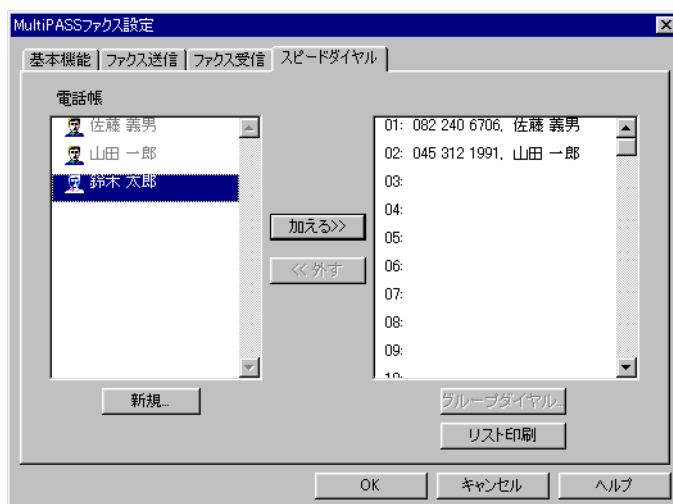 MultiPASSファクス設定
基本機能 ファクス送信 ファクス受信 スピードダイヤル
電話帳
佐藤 義男
山田 一郎
鈴木 太郎
加える>>
<< 外す
新規...
01: 082 240 6706, 佐藤 義男
02: 045 312 1991, 山田 一郎
03:
04:
05:
06:
07:
08:
09:
10:
グループダイヤル...
リスト印刷
OK キャンセル ヘルプ